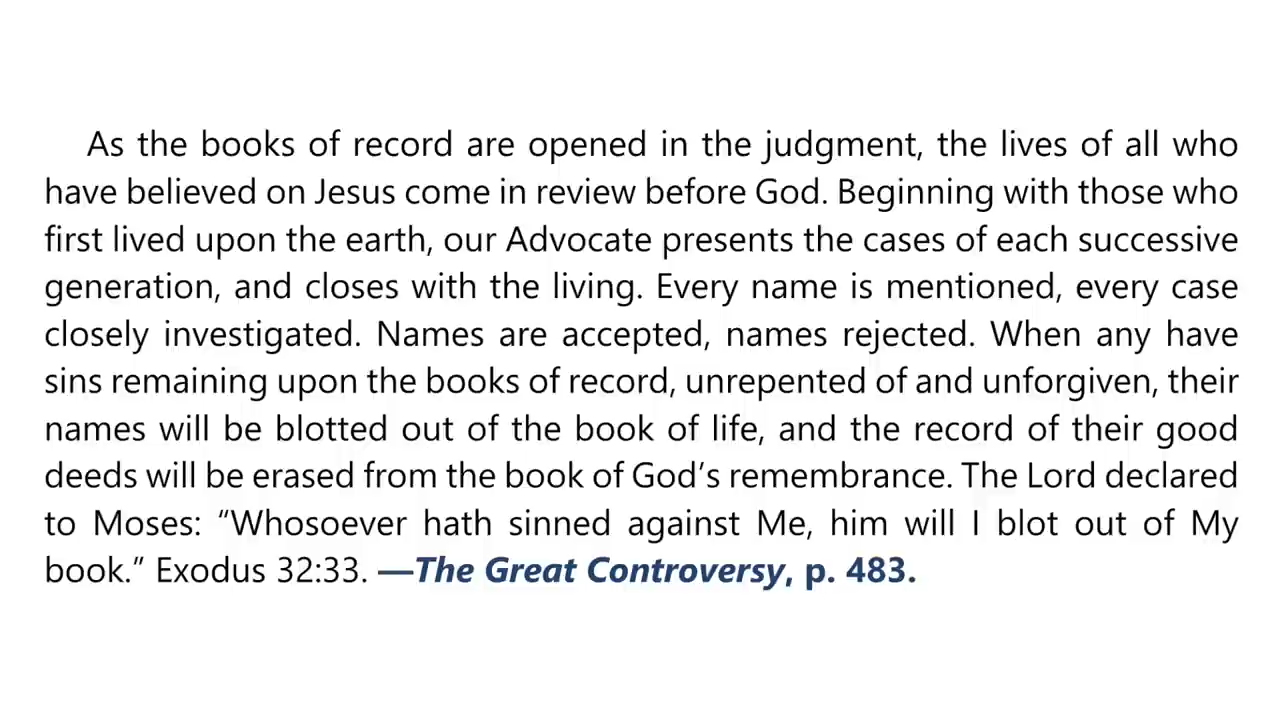 As the books of record are opened in the judgment, the lives of all who
have believed on Jesus come in review before God. Beginning with those who
first lived upon the earth, our Advocate presents the cases of each successive
generation, and closes with the living. Every name is mentioned, every case
closely investigated. Names are accepted, names rejected. When any have
sins remaining upon the books of record, unrepented of and unforgiven, their
names will be blotted out of the book of life, and the record of their good
deeds will be erased from the book of God’s remembrance. The Lord declared
to Moses: “Whosoever hath sinned against Me, him will I blot out of My
book.” Exodus 32:33. —The Great Controversy, p. 483.